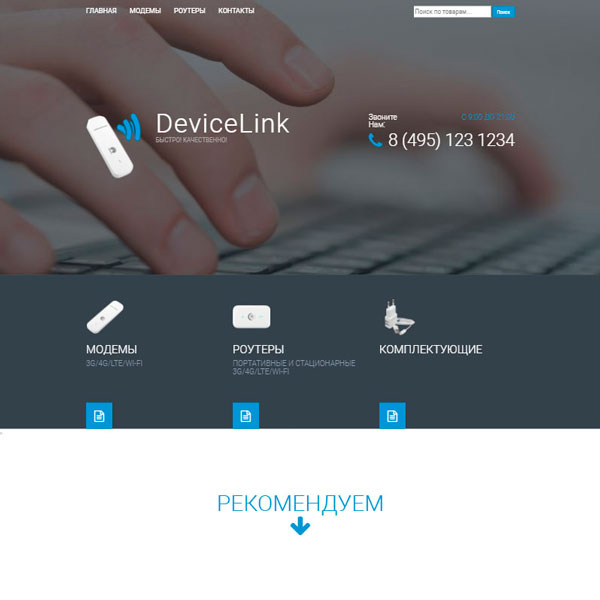 ГЛАВНАЯ МОДЕМЫ РОУТЕРЫ КОНТАКТЫ
Поиск по товарам... Поиск
DeviceLink
БЫСТРО! КАЧЕСТВЕННО!
Звоните
Нам:
С 9:00 ДО 21:00
8 (495) 123 1234
МОДЕМЫ
3G/4G/LTE/WI-FI
РОУТЕРЫ
ПОРТАТИВНЫЕ И СТАЦИОНАРНЫЕ
3G/4G/LTE/WI-FI
КОМПЛЕКТУЮЩИЕ
РЕКОМЕНДУЕМ